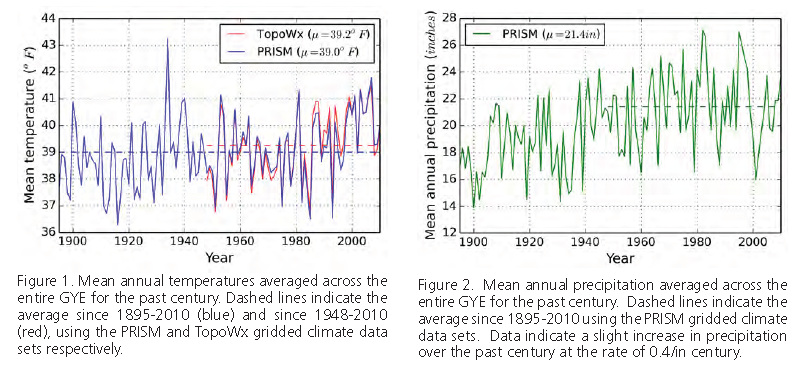 TopoWx (μ=39.2° F)
PRISM (μ=39.0° F)
Mean temperature (° F)
44
43
42
41
40
39
38
37
36
1900
1920
1940
1960
1980
2000
Year
Figure 1. Mean annual temperatures averaged across the
entire GYE for the past century. Dashed lines indicate the
average since 1895-2010 (blue) and since 1948-2010
(red), using the PRISM and TopoWx gridded climate data
sets respectively.
PRISM (μ=21.4in)
Mean annual precipitation (inches)
28
26
24
22
20
18
16
14
12
1900
1920
1940
1960
1980
2000
Year
Figure 2. Mean annual precipitation averaged across the
entire GYE for the past century. Dashed lines indicate the
average since 1895-2010 using the PRISM gridded climate
data sets. Data indicate a slight increase in precipitation
over the past century at the rate of 0.4/in century.